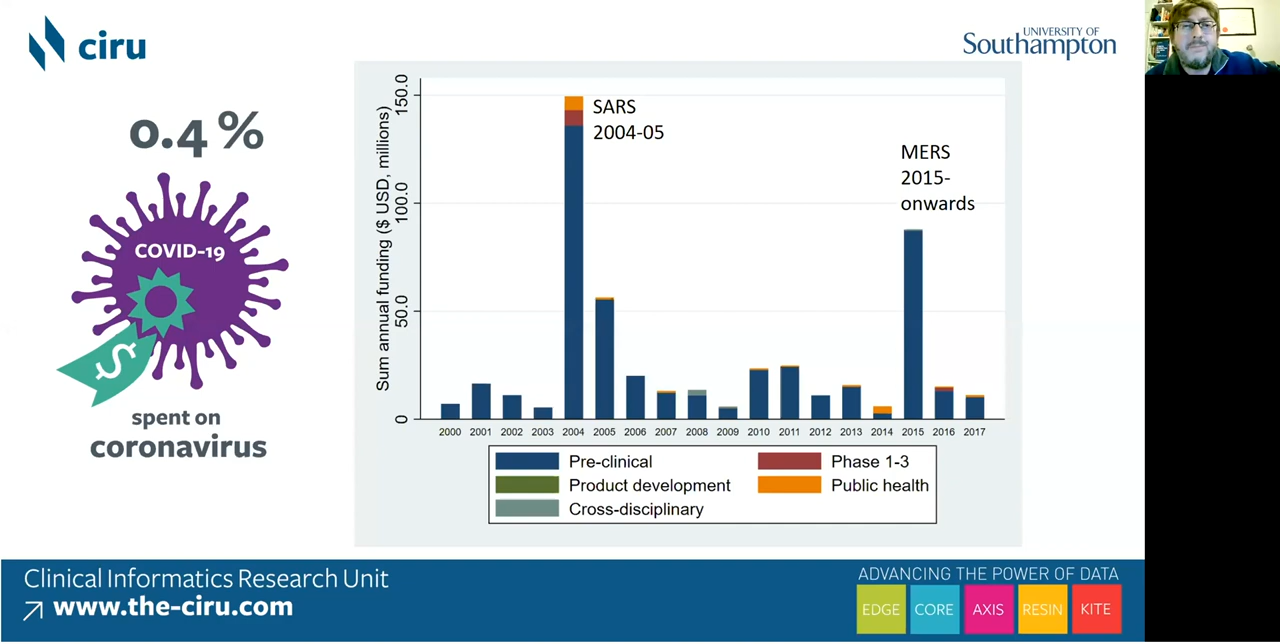 ciru
UNIVERSITY OF
Southampton
0.4 %
COVID-19
$
spent on
coronavirus
Sum annual funding ($ USD, millions)
150.0
100.0
50.0
0
SARS
2004-05
MERS
2015-
onwards
2000 2001 2002 2003 2004 2005 2006 2007 2008 2009 2010 2011 2012 2013 2014 2015 2016 2017
Pre-clinical
Phase 1-3
Product development
Public health
Cross-disciplinary
Clinical Informatics Research Unit
www.the-ciru.com
ADVANCING THE POWER OF DATA
EDGE CORE AXIS RESIN KITE